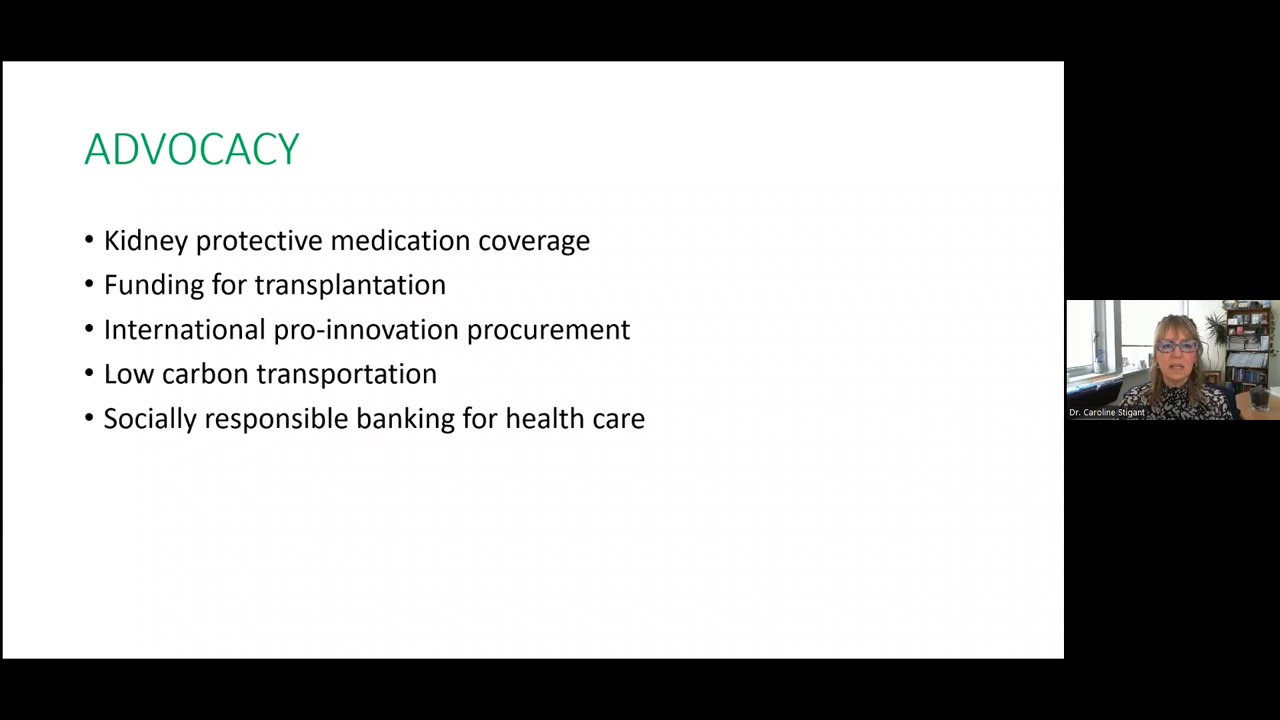 ADVOCACY
• Kidney protective medication coverage
• Funding for transplantation
• International pro-innovation procurement
• Low carbon transportation
• Socially responsible banking for health care
Dr. Caroline Stigant